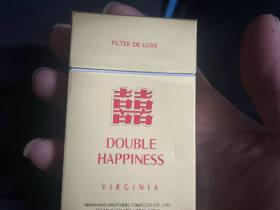 FILTER DE LUXE
囍
DOUBLE
HAPPINESS
VIRGINIA
NANYANG BROTHERS TOBACCO CO., LTD.